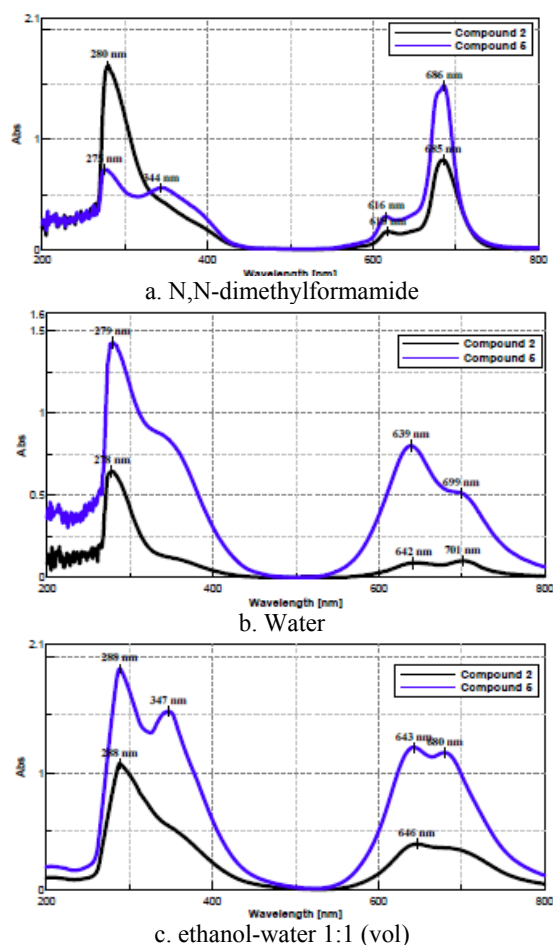 2.1
Compound 2
Compound 5
280 nm
686 nm
1
Abs
344 nm
685 nm
616 nm
0
200 400 600 800
Wavelength [nm]
a. N,N-dimethylformamide
1.5
279 nm
Compound 2
Compound 5
1
Abs
639 nm
278 nm
699 nm
0.5
642 nm 701 nm
0
200 400 600 800
Wavelength [nm]
b. Water
2.1
nm
Compound 2
Compound 5
347 nm
643 nm 680 nm
288 nm
1
Abs
646 nm
0
200 400 600 800
Wavelength [nm]
c. ethanol-water 1:1 (vol)